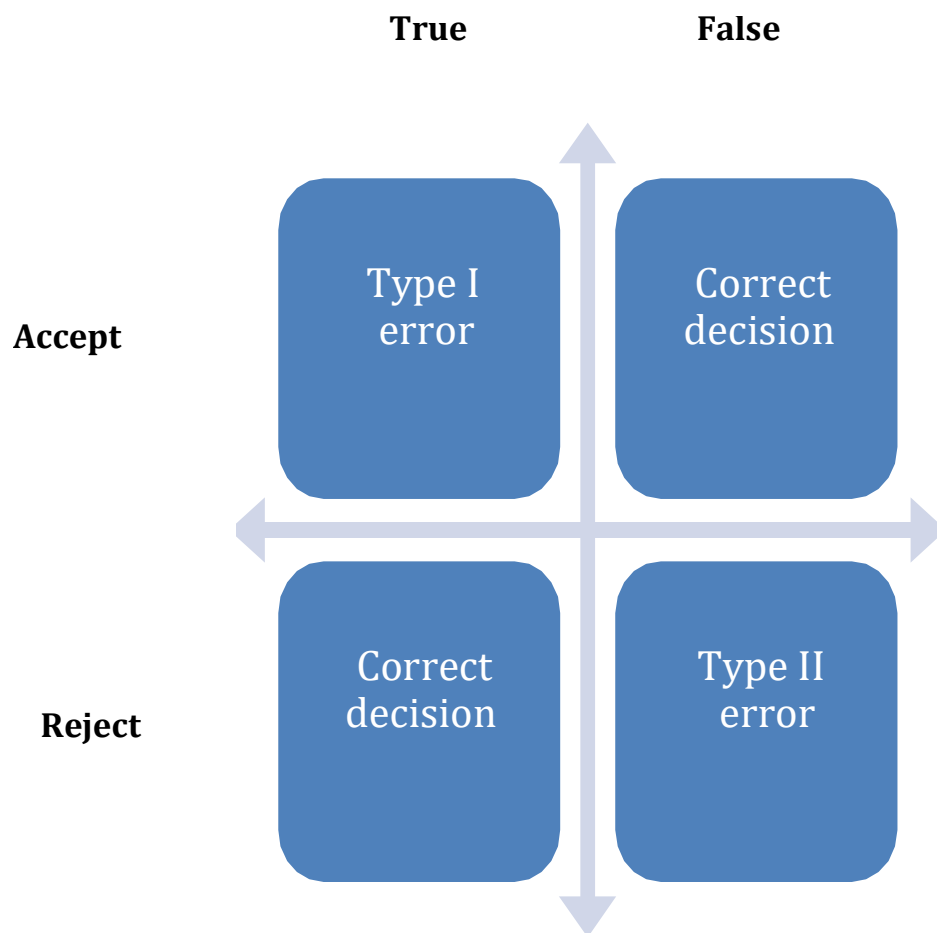 True False
Type I
error
Correct
decision
Accept
Correct
decision
Type II
error
Reject